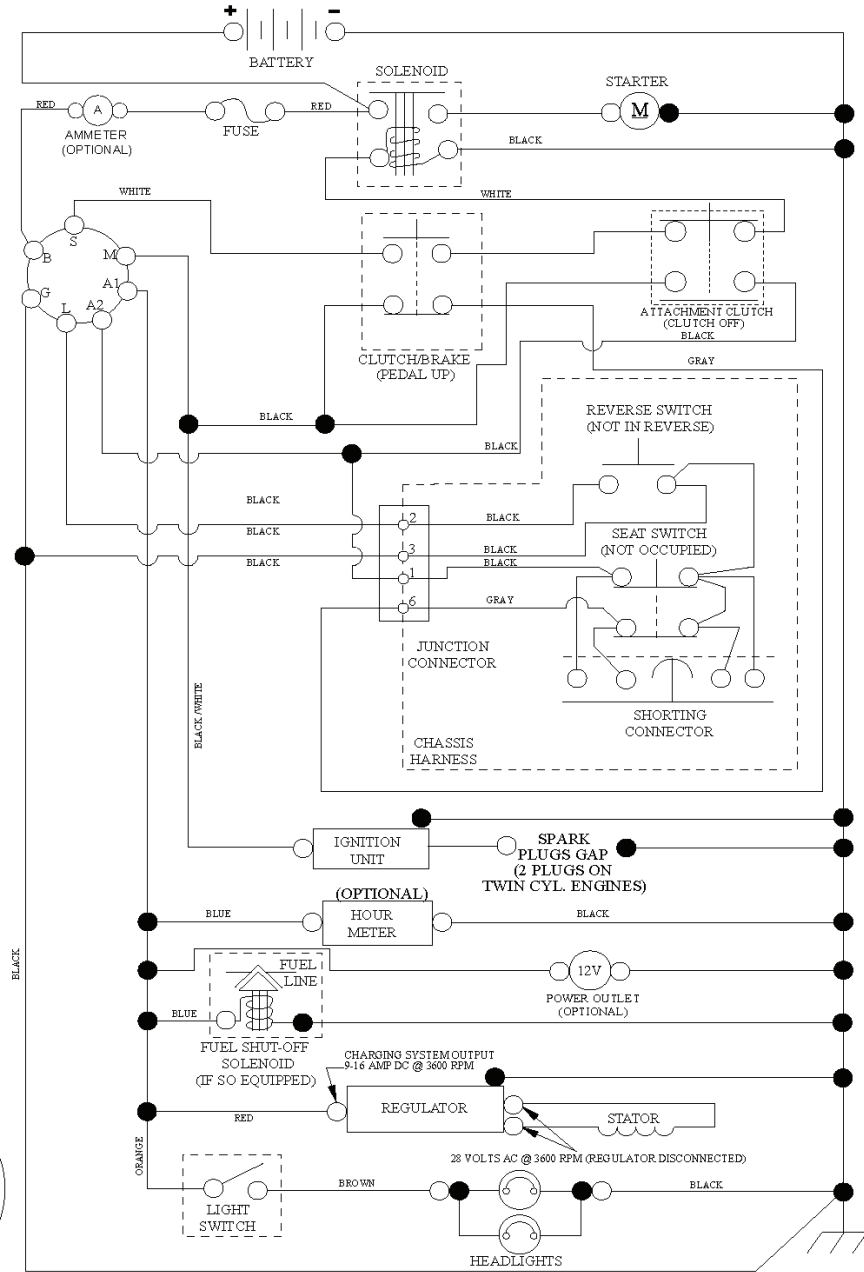 + -
BATTERY
SOLENOID
STARTER
RED
A
RED
M
AMMETER
(OPTIONAL)
FUSE
BLACK
WHITE
WHITE
S
B
M
A1
G
L
A2
ATTACHMENT CLUTCH
(CLUTCH OFF)
BLACK
CLUTCH/BRAKE
(PEDAL UP)
GRAY
REVERSE SWITCH
(NOT IN REVERSE)
BLACK
BLACK
BLACK
2
BLACK
BLACK
SEAT SWITCH
(NOT OCCUPIED)
3
BLACK
BLACK
BLACK
1
6
GRAY
JUNCTION
CONNECTOR
SHORTING
CONNECTOR
BLACK/WHITE
CHASSIS
HARNESS
IGNITION
UNIT
SPARK
PLUGS GAP
(2 PLUGS ON
TWIN CYL. ENGINES)
(OPTIONAL)
BLUE
HOUR
METER
BLACK
BLACK
FUEL
LINE
12V
POWER OUTLET
(OPTIONAL)
BLUE
FUEL SHUT-OFF
SOLENOID
(IF SO EQUIPPED)
CHARGING SYSTEM OUTPUT
9-16 AMP DC @ 3600 RPM
REGULATOR
STATOR
RED
28 VOLTS AC @ 3600 RPM (REGULATOR DISCONNECTED)
ORANGE
BROWN
BLACK
LIGHT
SWITCH
HEADLIGHTS